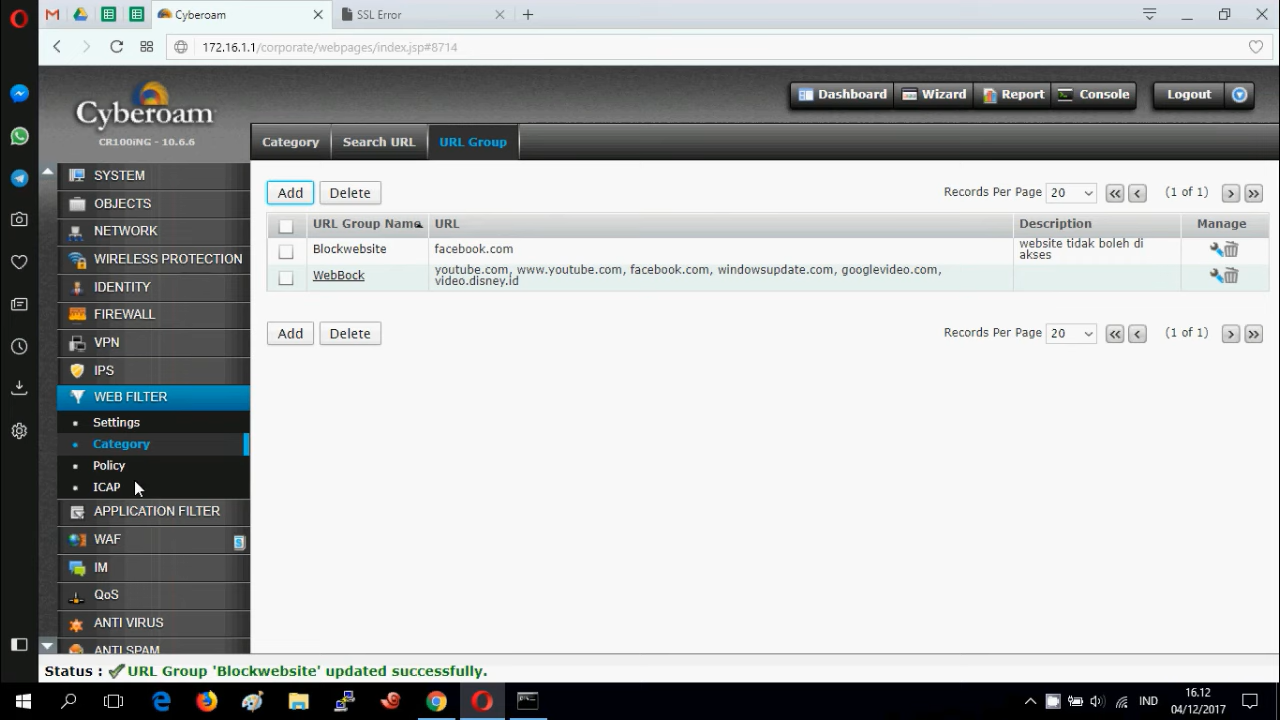 Cyberoam
SSL Error
172.16.1.1/corporate/webpages/index.jsp#8714
Cyberoam
CR100iNG - 10.6.6
Dashboard
Wizard
Report
Console
Logout
Category
Search URL
URL Group
SYSTEM
OBJECTS
NETWORK
WIRELESS PROTECTION
IDENTITY
FIREWALL
VPN
IPS
WEB FILTER
Settings
Category
Policy
ICAP
APPLICATION FILTER
WAF
IM
QoS
ANTI VIRUS
ANTI SPAM
Add
Delete
Records Per Page 20
(1 of 1)
URL Group Name
URL
Description
Manage
Blockwebsite
facebook.com
website tidak boleh di
akses
WebBock
youtube.com, www.youtube.com, facebook.com, windowsupdate.com, googlevideo.com,
video.disney.id
Add
Delete
Records Per Page 20
(1 of 1)
Status : URL Group 'Blockwebsite' updated successfully.
IND
16.12
04/12/2017